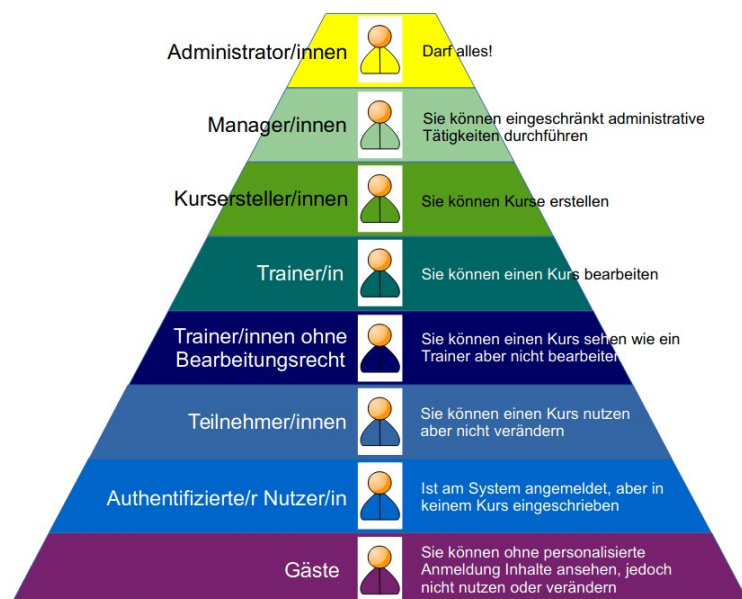 Administrator/innen
Darf alles!
Manager/innen
Sie können eingeschränkt administrative
Tätigkeiten durchführen
Kursersteller/innen
Sie können Kurse erstellen
Trainer/in
Sie können einen Kurs bearbeiten
Trainer/innen ohne
Bearbeitungsrecht
Sie können einen Kurs sehen wie ein
Trainer aber nicht bearbeiten
Teilnehmer/innen
Sie können einen Kurs nutzen
aber nicht verändern
Authentifizierte/r Nutzer/in
Ist am System angemeldet, aber in
keinem Kurs eingeschrieben
Gäste
Sie können ohne personalisierte
Anmeldung Inhalte ansehen, jedoch
nicht nutzen oder verändern